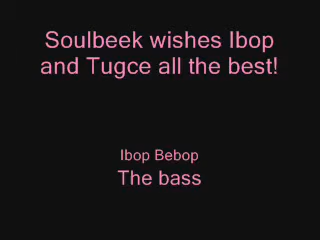 Soulbeek wishes Ibop
and Tugce all the best!
Ibop Bebop
The bass